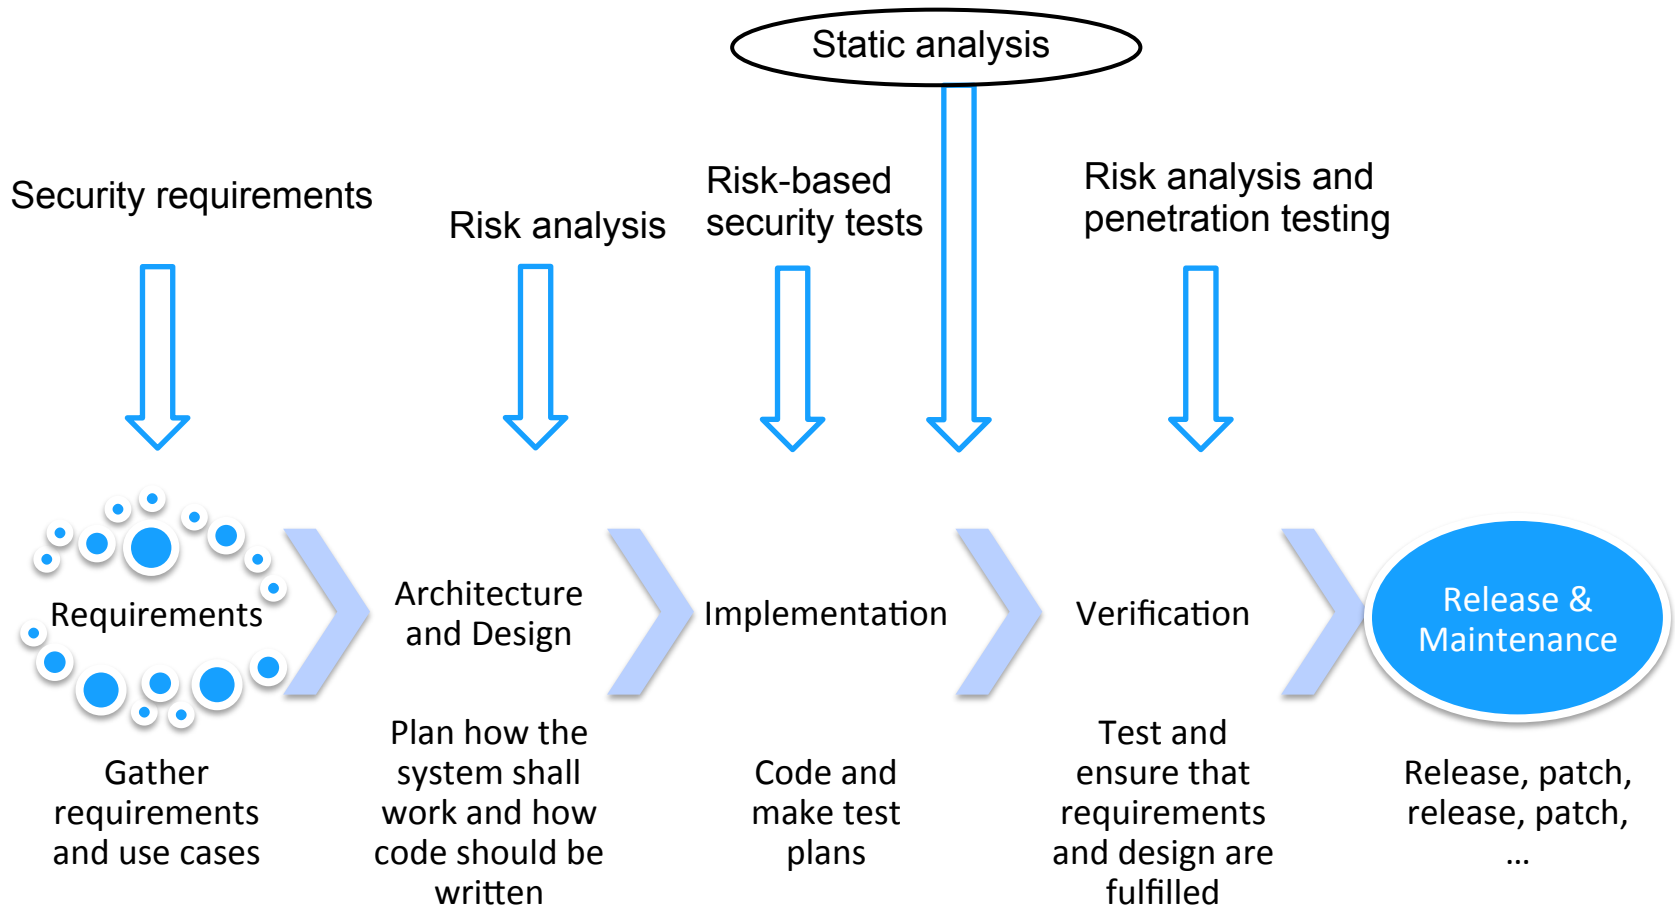 Static analysis
Security requirements
Risk analysis
Risk-based
security tests
Risk analysis and
penetration testing
Requirements
Architecture
and Design
Implementation
Verification
Release &
Maintenance
Gather
requirements
and use cases
Plan how the
system shall
work and how
code should be
written
Code and
make test
plans
Test and
ensure that
requirements
and design are
fulfilled
Release, patch,
release, patch,
…